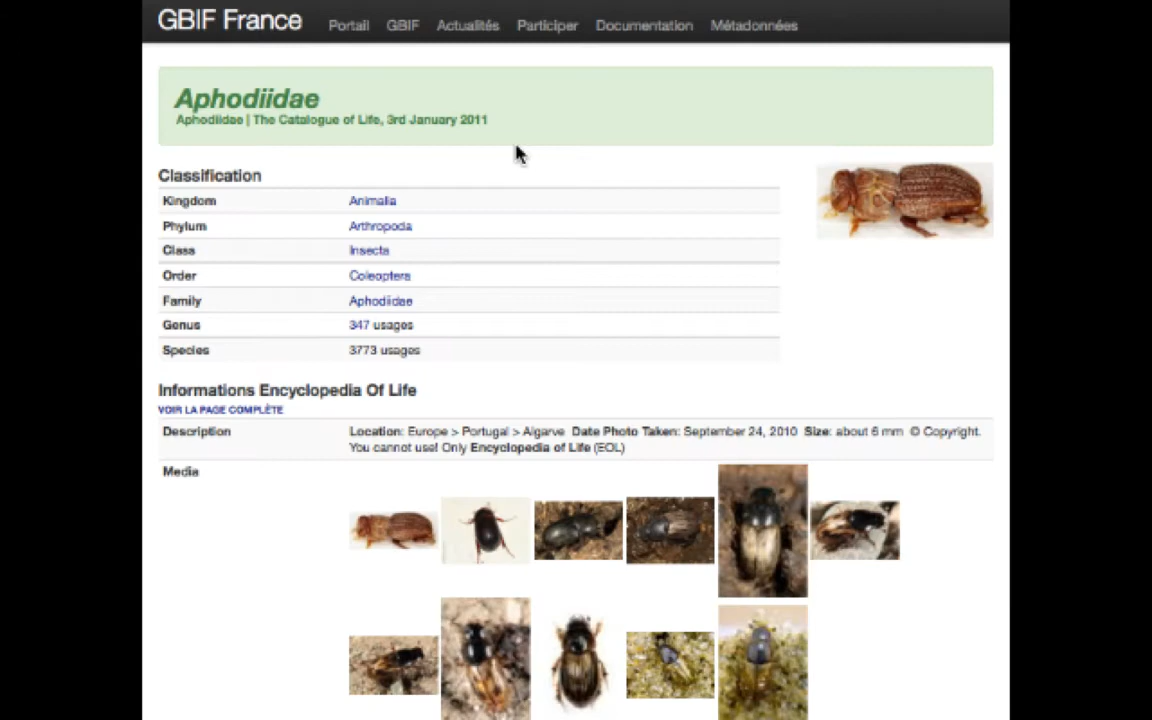 GBIF France Portail GBIF Actualités Participer Documentation Métadonnées
Aphodiidae
Aphodiidae | The Catalogue of Life, 3rd January 2011
Classification
Kingdom Animalia
Phylum Arthropoda
Class Insecta
Order Coleoptera
Family Aphodiidae
Genus 347 usages
Species 3773 usages
Informations Encyclopedia Of Life
VOIR LA PAGE COMPLÈTE
Description Location: Europe > Portugal > Algarve Date Photo Taken: September 24, 2010 Size: about 6 mm © Copyright.
You cannot use! Only Encyclopedia of Life (EOL)
Media